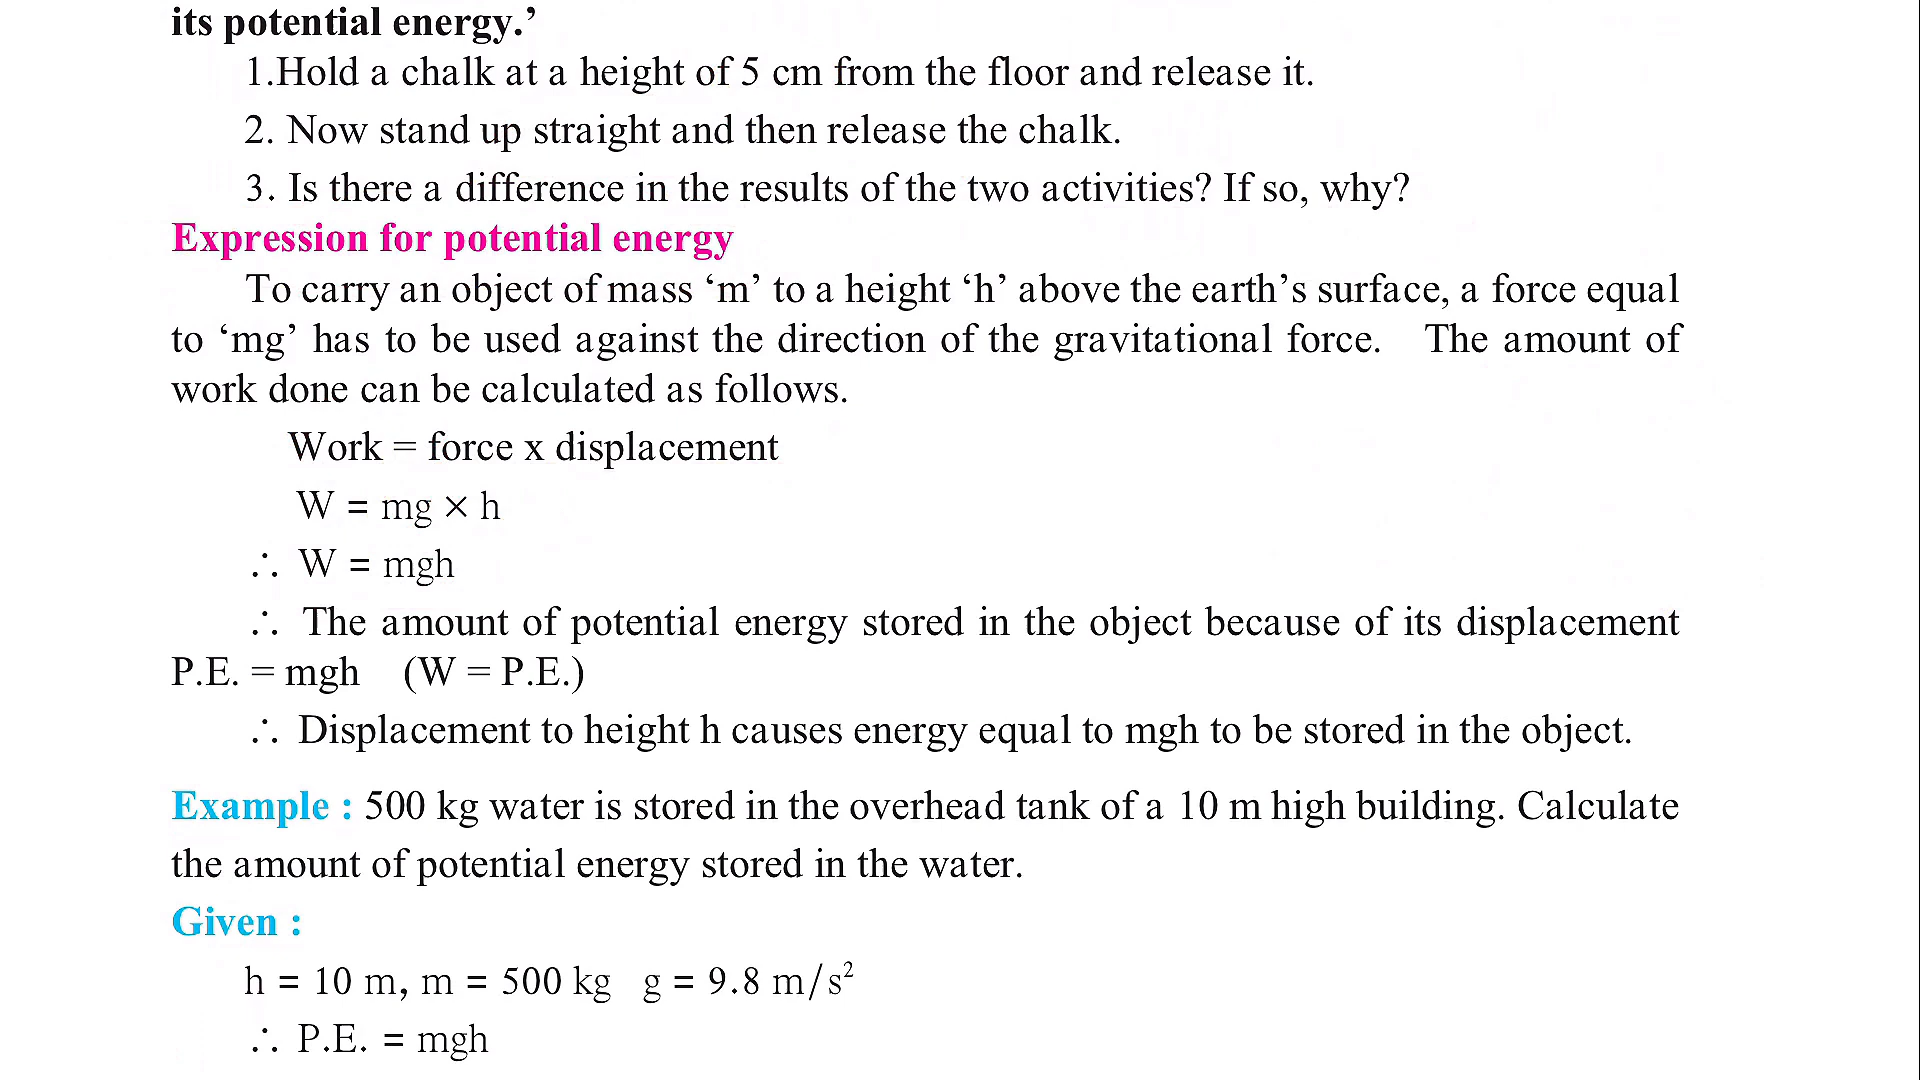 its potential energy.’
1.Hold a chalk at a height of 5 cm from the floor and release it.
2. Now stand up straight and then release the chalk.
3. Is there a difference in the results of the two activities? If so, why?
Expression for potential energy
To carry an object of mass ‘m’ to a height ‘h’ above the earth’s surface, a force equal
to ‘mg’ has to be used against the direction of the gravitational force. The amount of
work done can be calculated as follows.
Work = force x displacement
W = mg × h
∴ W = mgh
∴ The amount of potential energy stored in the object because of its displacement
P.E. = mgh (W = P.E.)
∴ Displacement to height h causes energy equal to mgh to be stored in the object.
Example : 500 kg water is stored in the overhead tank of a 10 m high building. Calculate
the amount of potential energy stored in the water.
Given :
h = 10 m, m = 500 kg g = 9.8 m/s²
∴ P.E. = mgh